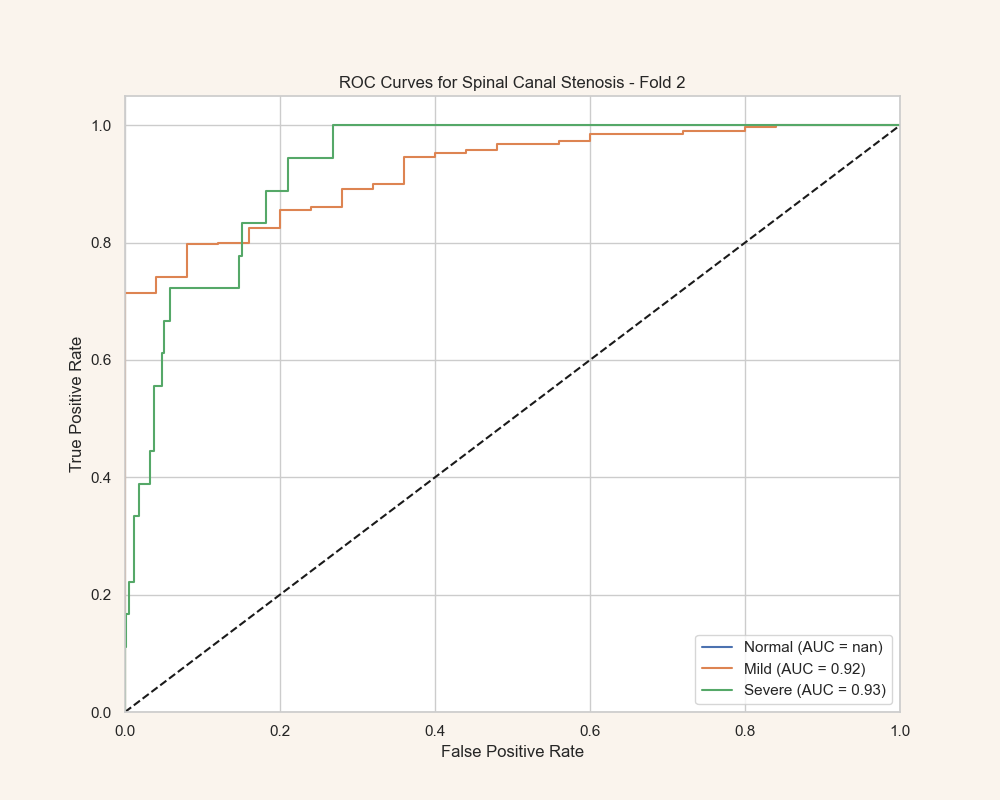 ROC Curves for Spinal Canal Stenosis - Fold 2
True Positive Rate
1.0
0.8
0.6
0.4
0.2
0.0
Normal (AUC = nan)
Mild (AUC = 0.92)
Severe (AUC = 0.93)
0.0 0.2 0.4 0.6 0.8 1.0
False Positive Rate